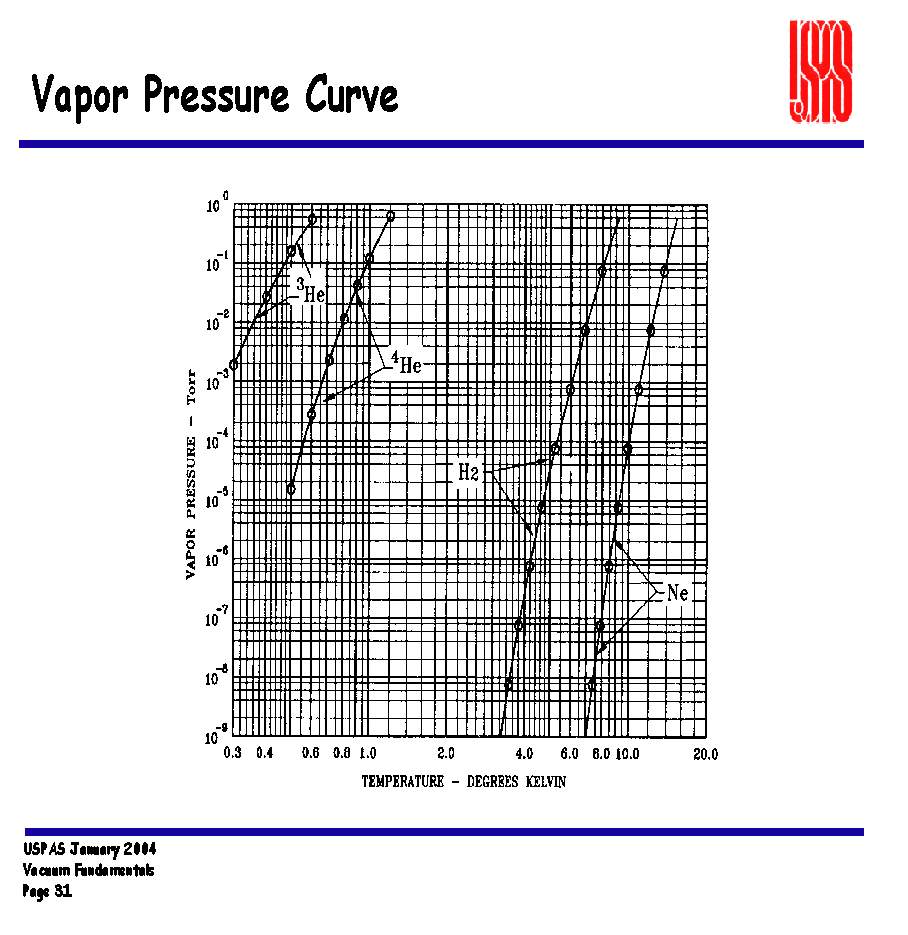 Vapor Pressure Curve
USPAS
VAPOR PRESSURE – Torr
10^0
10^-1
10^-2
10^-3
10^-4
10^-5
10^-6
10^-7
10^-8
10^-9
³He
⁴He
H2
Ne
0.3 0.4 0.6 0.8 1.0 2.0 4.0 6.0 8.0 10.0 20.0
TEMPERATURE – DEGREES KELVIN
USPAS January 2004
Vacuum Fundamentals
Page 31